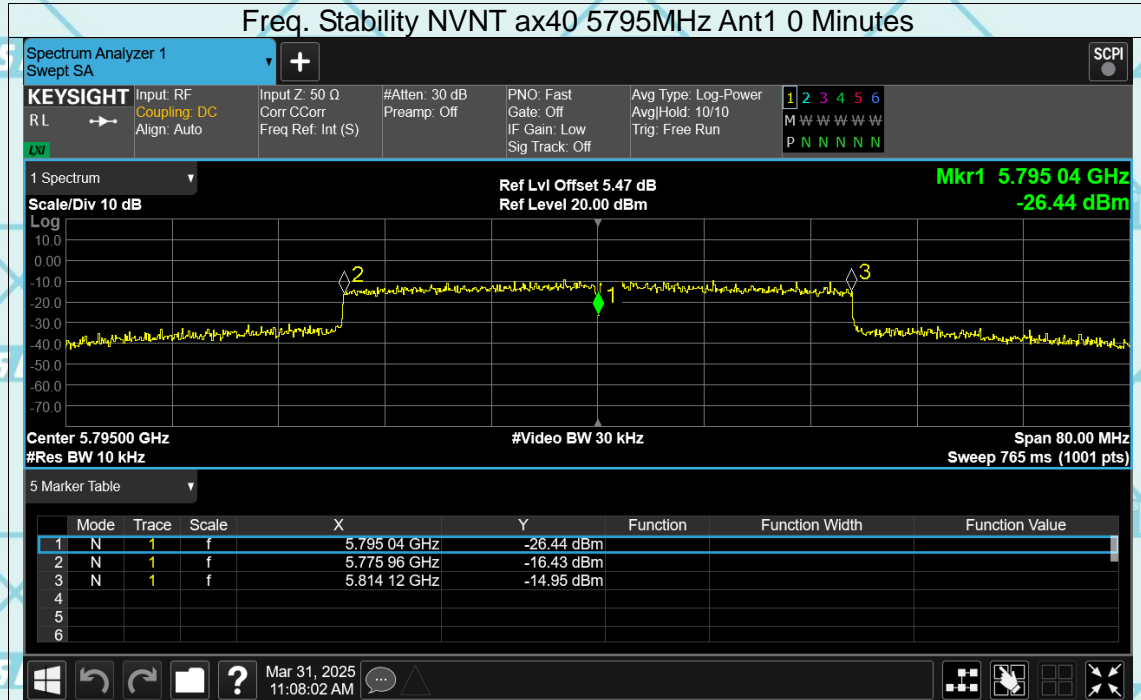 Freq. Stability NVNT ax40 5795MHz Ant1 0 Minutes
Spectrum Analyzer 1
Swept SA
+
SCPI
KEYSIGHT
RL
LXI
Input: RF
Coupling: DC
Align: Auto
Input Z: 50 Ω
Corr CCorr
Freq Ref: Int (S)
#Atten: 30 dB
Preamp: Off
PNO: Fast
Gate: Off
IF Gain: Low
Sig Track: Off
Avg Type: Log-Power
Avg|Hold: 10/10
Trig: Free Run
1 2 3 4 5 6
M W W W W W
P N N N N N
1 Spectrum
Scale/Div 10 dB
Ref Lvl Offset 5.47 dB
Ref Level 20.00 dBm
Mkr1 5.795 04 GHz
-26.44 dBm
Log
10.0
0.00
-10.0
-20.0
-30.0
-40.0
-50.0
-60.0
-70.0
2
1
3
Center 5.79500 GHz
#Video BW 30 kHz
Span 80.00 MHz
#Res BW 10 kHz
Sweep 765 ms (1001 pts)
5 Marker Table
Mode Trace Scale X Y Function Function Width Function Value
1 N 1 f 5.795 04 GHz -26.44 dBm
2 N 1 f 5.775 96 GHz -16.43 dBm
3 N 1 f 5.814 12 GHz -14.95 dBm
4
5
6
?
Mar 31, 2025
11:08:02 AM